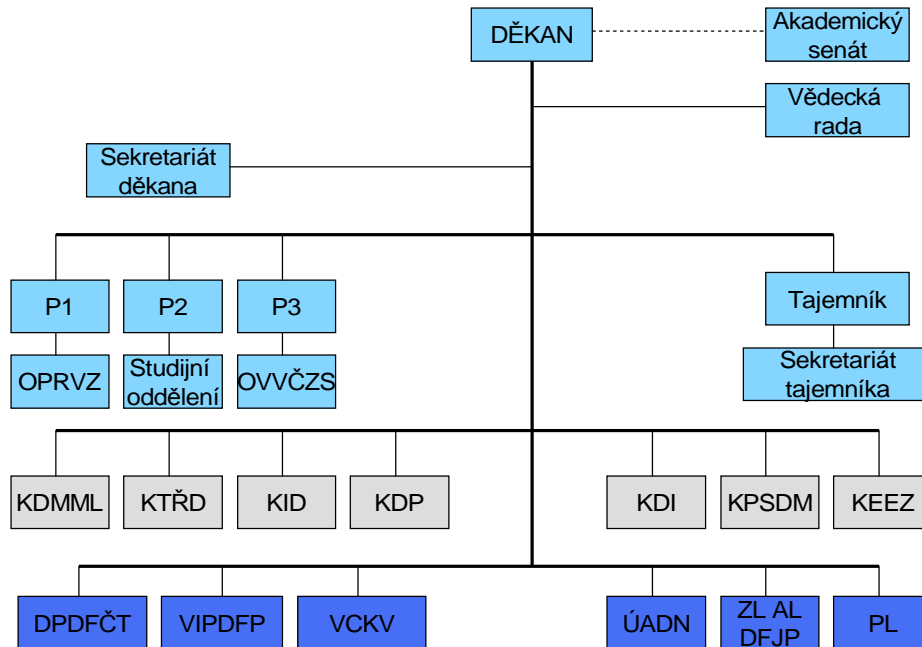 DĚKAN
Akademický
senát
Vědecká
rada
Sekretariát
děkana
P1
P2
P3
Tajemník
OPRVZ
Studijní
oddělení
OVVČZS
Sekretariát
tajemníka
KDMML
KTŘD
KID
KDP
KDI
KPSDM
KEEZ
DPDFČT
VIPDFP
VCKV
ÚADN
ZL AL
DFJP
PL